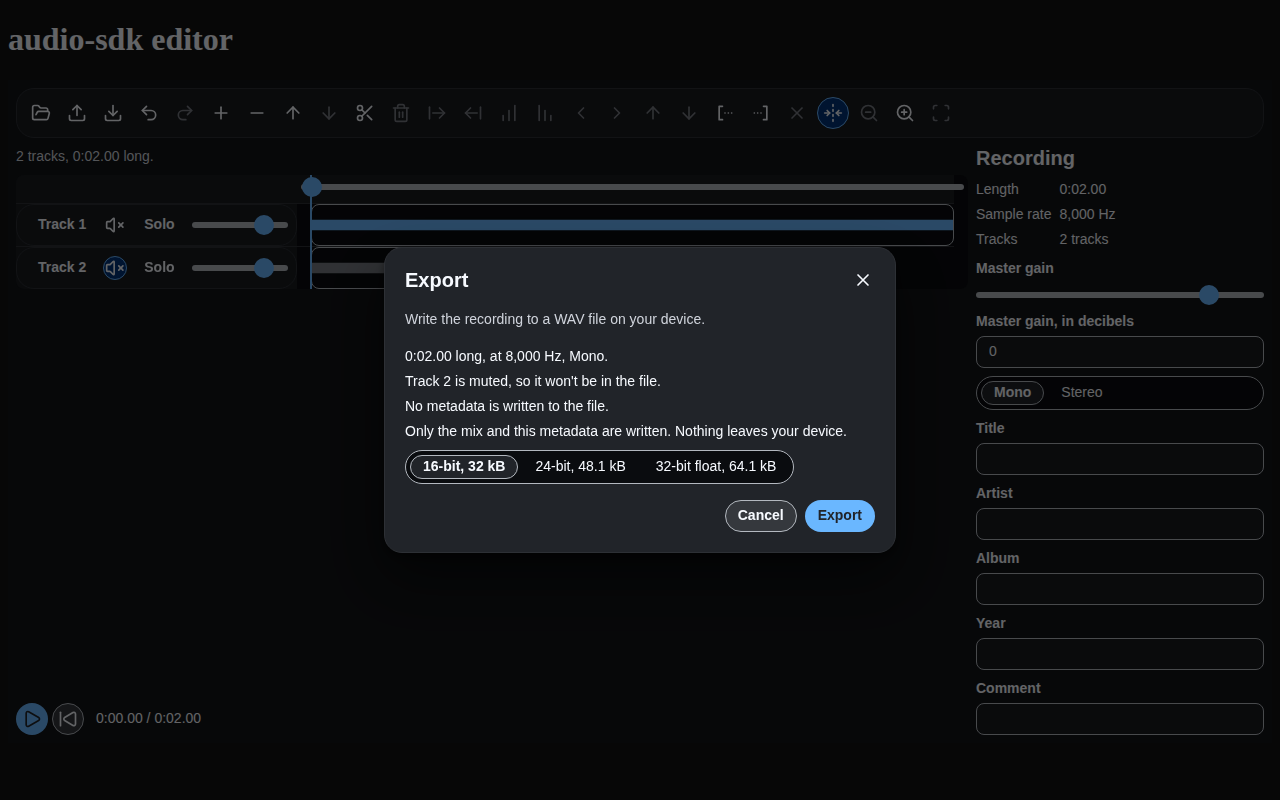 audio-sdk editor
2 tracks, 0:02.00 long.
Track 1 Solo
Track 2 Solo
0:00.00 / 0:02.00
Export
Write the recording to a WAV file on your device.
0:02.00 long, at 8,000 Hz, Mono.
Track 2 is muted, so it won't be in the file.
No metadata is written to the file.
Only the mix and this metadata are written. Nothing leaves your device.
16-bit, 32 kB 24-bit, 48.1 kB 32-bit float, 64.1 kB
Cancel Export
Recording
Length 0:02.00
Sample rate 8,000 Hz
Tracks 2 tracks
Master gain
Master gain, in decibels
0
Mono Stereo
Title
Artist
Album
Year
Comment